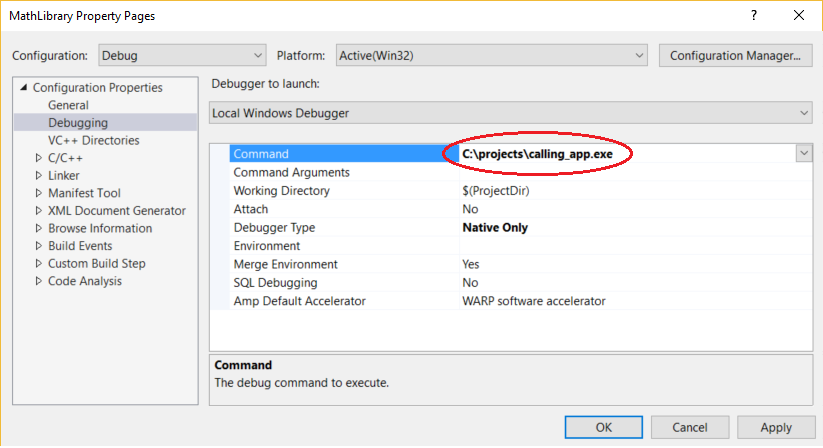 MathLibrary Property Pages
?
Configuration: Debug Platform: Active(Win32) Configuration Manager...
Configuration Properties
General
Debugging
VC++ Directories
C/C++
Linker
Manifest Tool
XML Document Generator
Browse Information
Build Events
Custom Build Step
Code Analysis
Debugger to launch:
Local Windows Debugger
Command C:\projects\calling_app.exe
Command Arguments
Working Directory $(ProjectDir)
Attach No
Debugger Type Native Only
Environment
Merge Environment Yes
SQL Debugging No
Amp Default Accelerator WARP software accelerator
Command
The debug command to execute.
OK Cancel Apply